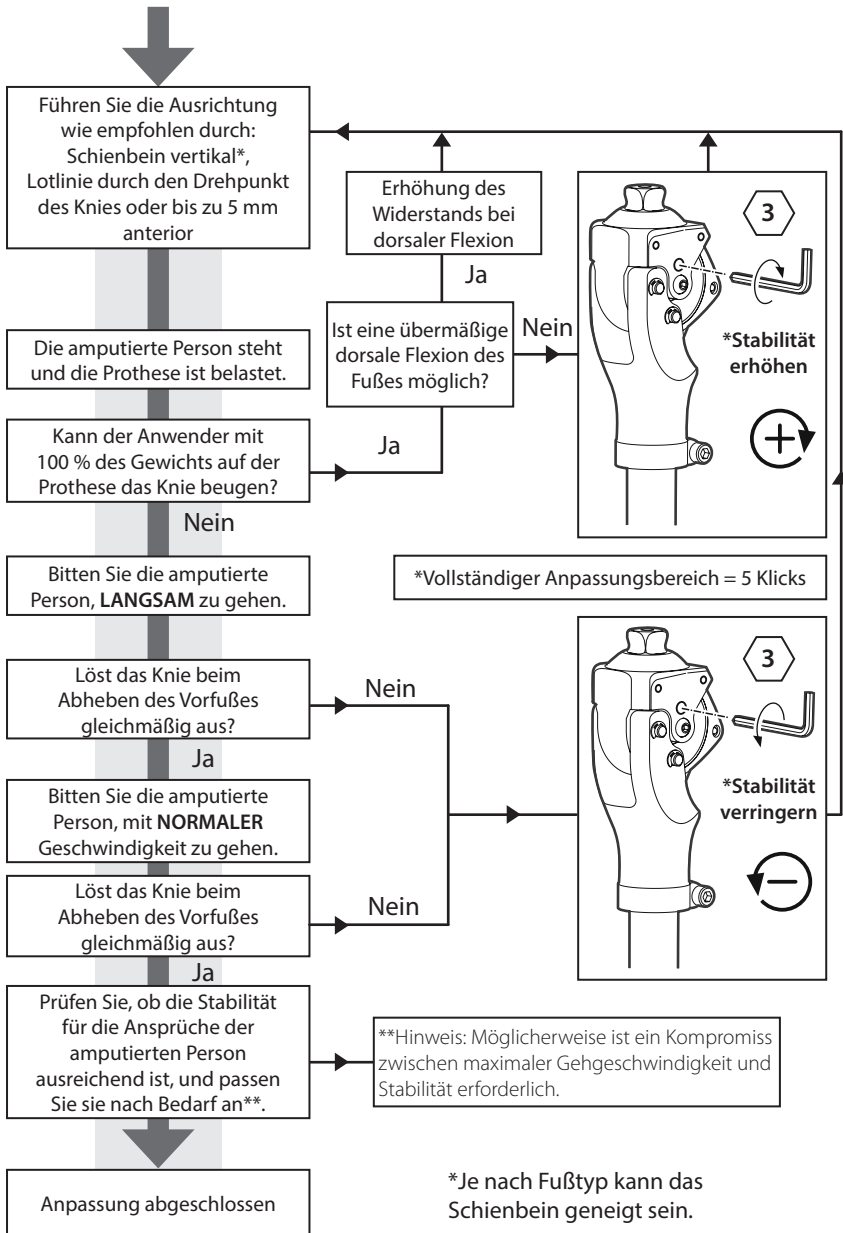 Führen Sie die Ausrichtung
wie empfohlen durch:
Schienbein vertikal*,
Lotlinie durch den Drehpunkt
des Knies oder bis zu 5 mm
anterior
Erhöhung des
Widerstands bei
dorsaler Flexion
Ja
Ist eine übermäßige
dorsale Flexion des
Fußes möglich?
Nein
3
*Stabilität
erhöhen
+
Die amputierte Person steht
und die Prothese ist belastet.
Kann der Anwender mit
100 % des Gewichts auf der
Prothese das Knie beugen?
Ja
Nein
Bitten Sie die amputierte
Person, LANGSAM zu gehen.
*Vollständiger Anpassungsbereich = 5 Klicks
Löst das Knie beim
Abheben des Vorfußes
gleichmäßig aus?
Nein
Ja
3
*Stabilität
verringern
−
Bitten Sie die amputierte
Person, mit NORMALER
Geschwindigkeit zu gehen.
Löst das Knie beim
Abheben des Vorfußes
gleichmäßig aus?
Nein
Ja
Prüfen Sie, ob die Stabilität
für die Ansprüche der
amputierten Person
ausreichend ist, und passen
Sie sie nach Bedarf an**.
**Hinweis: Möglicherweise ist ein Kompromiss
zwischen maximaler Gehgeschwindigkeit und
Stabilität erforderlich.
Anpassung abgeschlossen
*Je nach Fußtyp kann das
Schienbein geneigt sein.